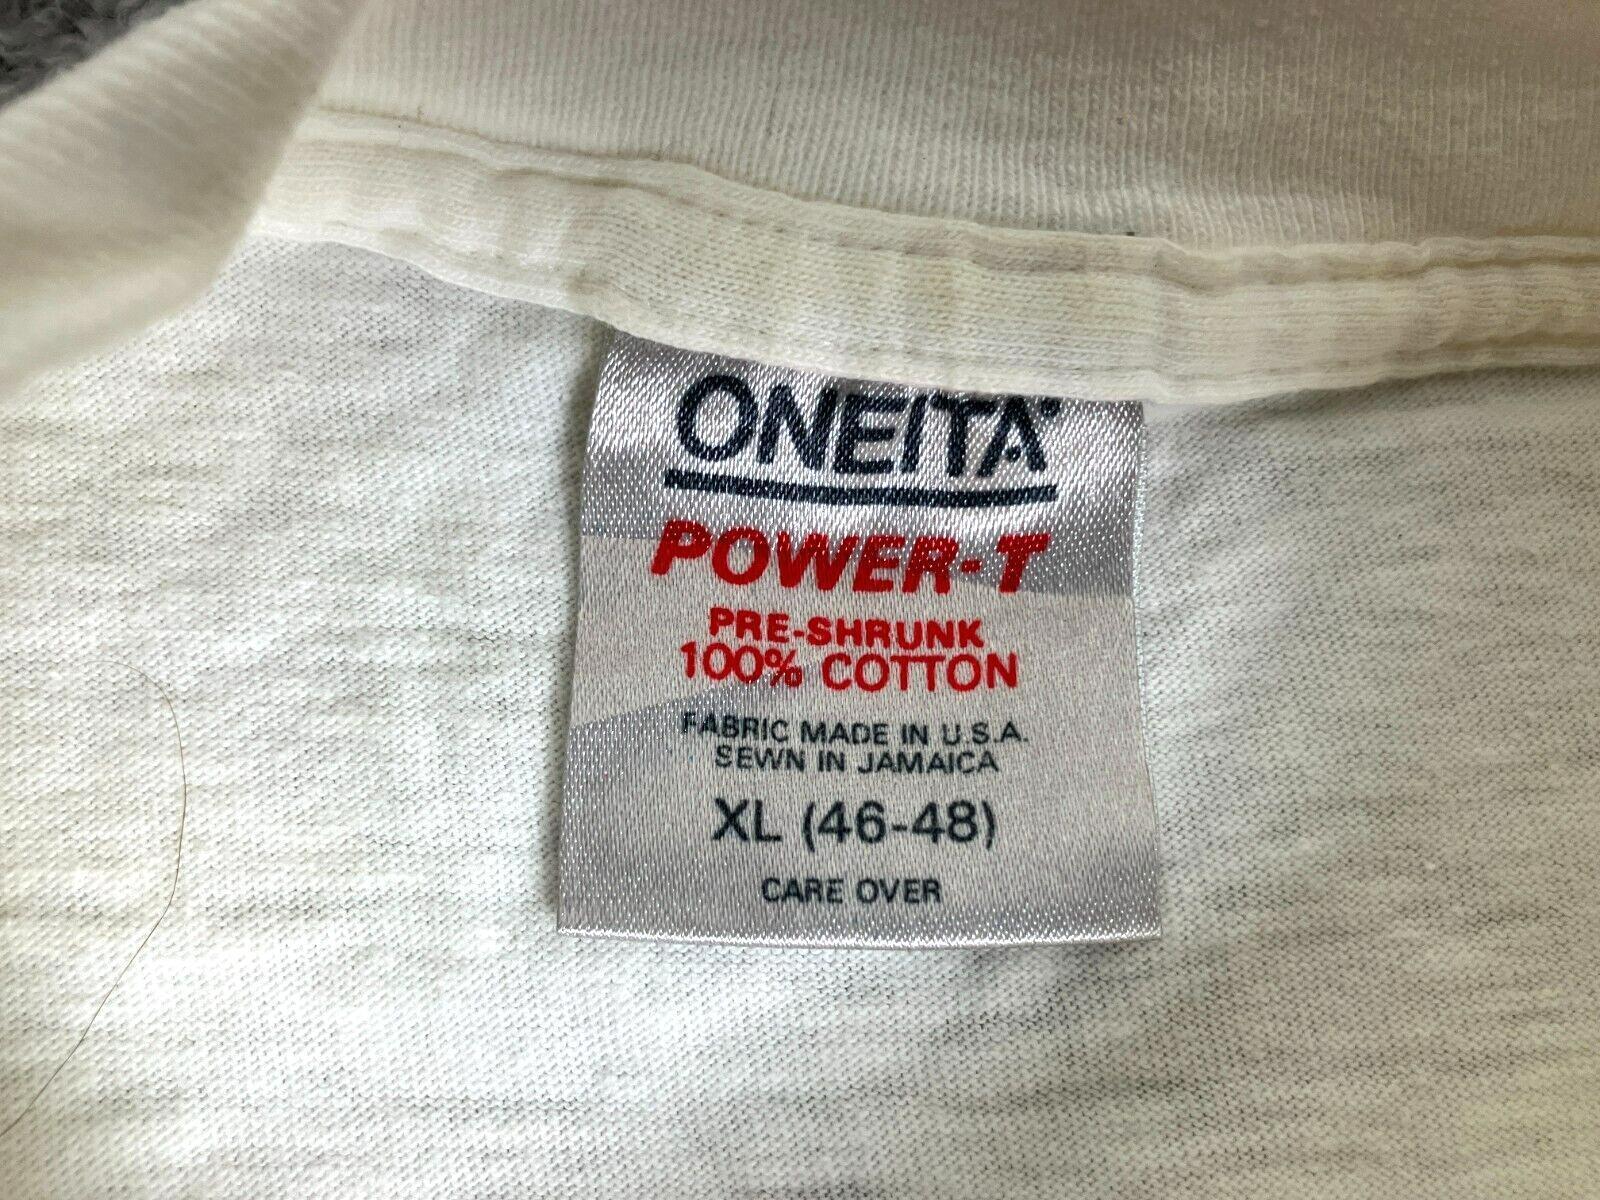 ONEITA®
POWER-T
PRE-SHRUNK
100% COTTON
FABRIC MADE IN U.S.A.
SEWN IN JAMAICA
XL (46-48)
CARE OVER